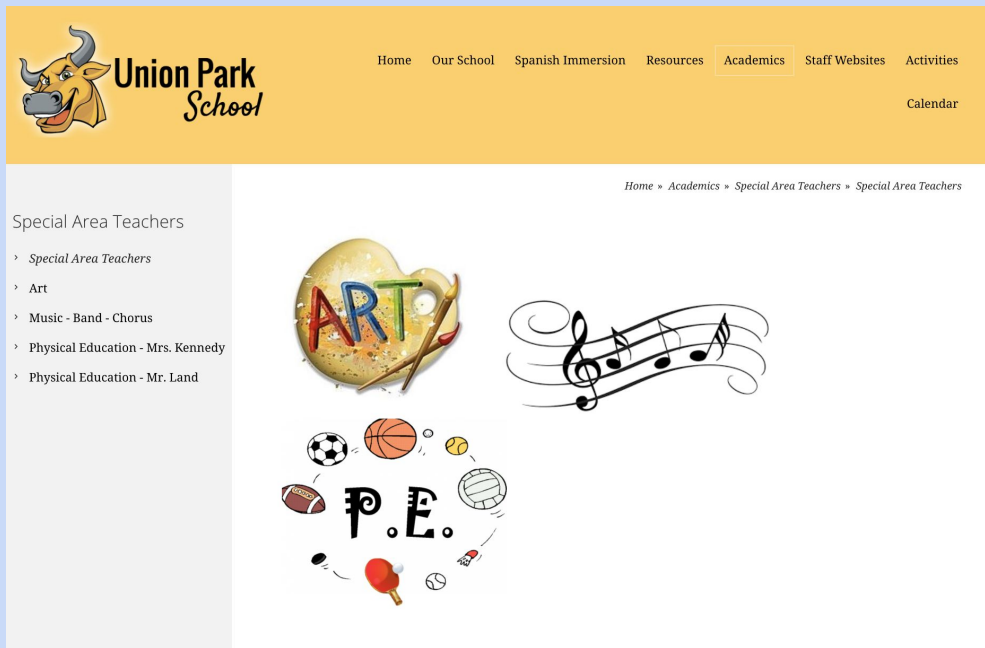 Union Park
School
Home Our School Spanish Immersion Resources Academics Staff Websites Activities
Calendar
Home » Academics » Special Area Teachers » Special Area Teachers
Special Area Teachers
Special Area Teachers
Art
Music - Band - Chorus
Physical Education - Mrs. Kennedy
Physical Education - Mr. Land
ART
P.E.